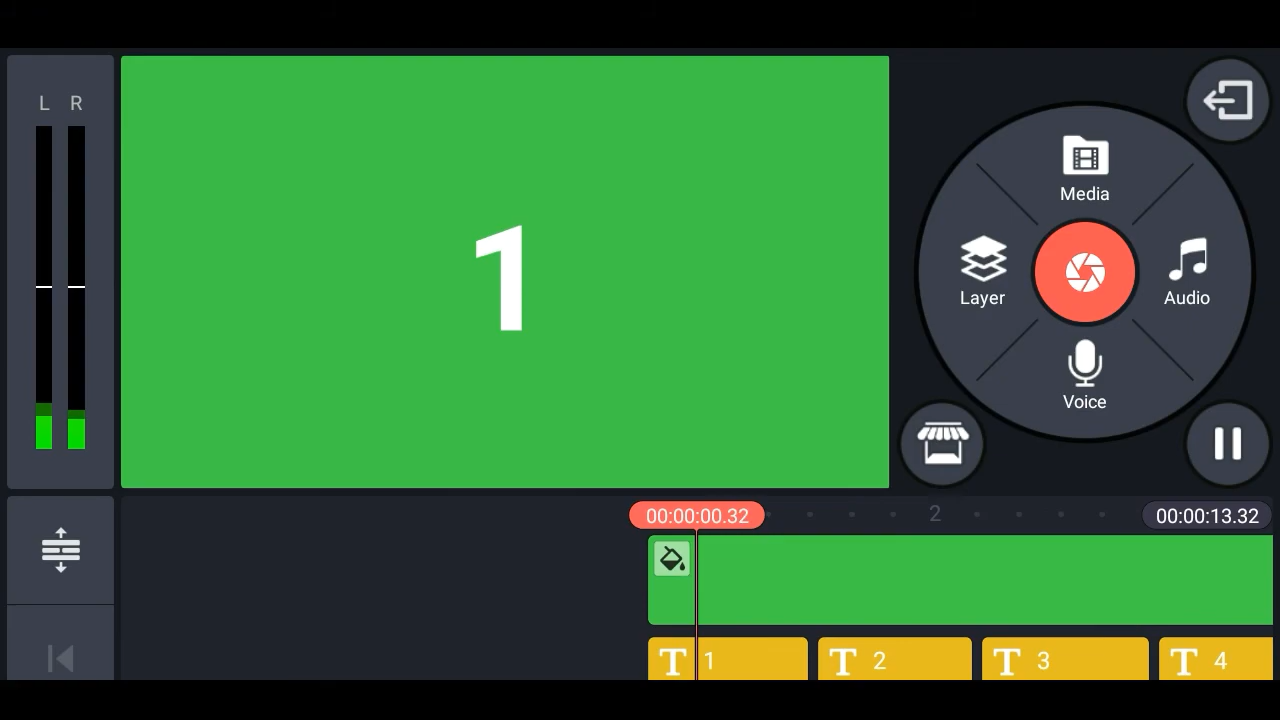 L R
1
Media
Layer
Audio
Voice
00:00:00.32
2
00:00:13.32
T 1
T 2
T 3
T 4